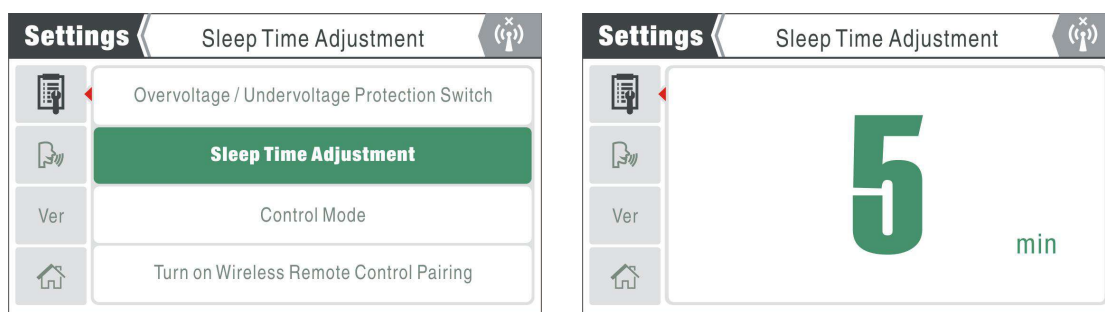 Settings Sleep Time Adjustment
Overvoltage / Undervoltage Protection Switch
Sleep Time Adjustment
Ver
Control Mode
Turn on Wireless Remote Control Pairing
Settings Sleep Time Adjustment
5
min
Ver